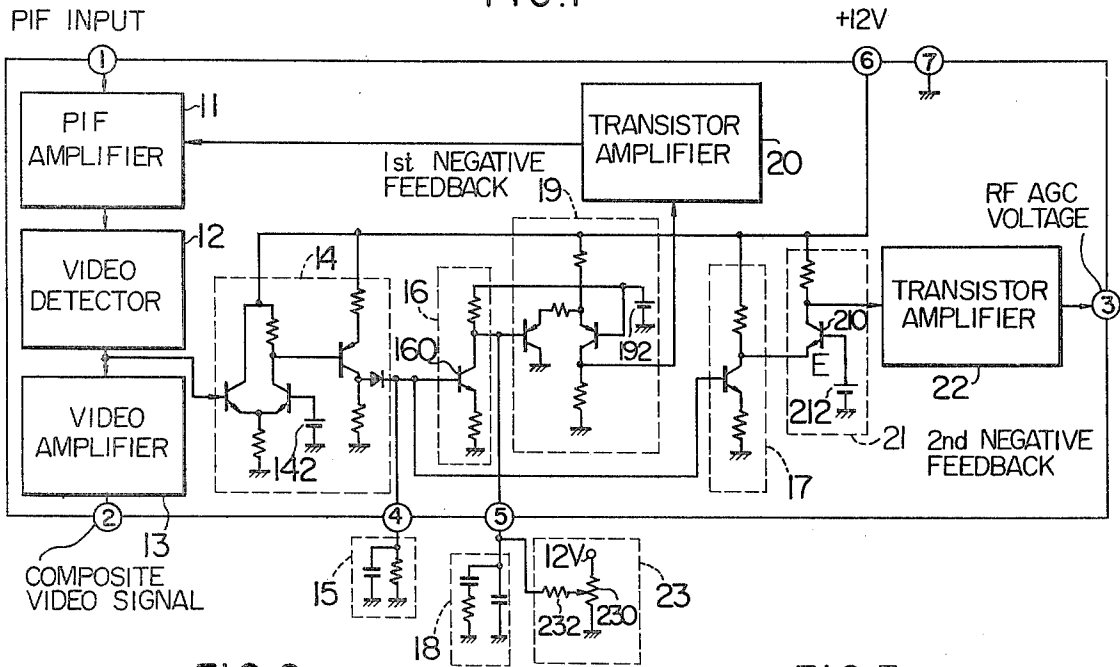 FIG.1
PIF INPUT
+12V
1
6
7
11
PIF
AMPLIFIER
TRANSISTOR
AMPLIFIER
20
1st NEGATIVE
FEEDBACK
19
RF AGC
VOLTAGE
12
VIDEO
DETECTOR
14
16
160
192
210
E
212
TRANSISTOR
AMPLIFIER
3
22
VIDEO
AMPLIFIER
142
21
2nd NEGATIVE
FEEDBACK
17
2
13
4
5
COMPOSITE
VIDEO SIGNAL
15
18
12V
232
230
23